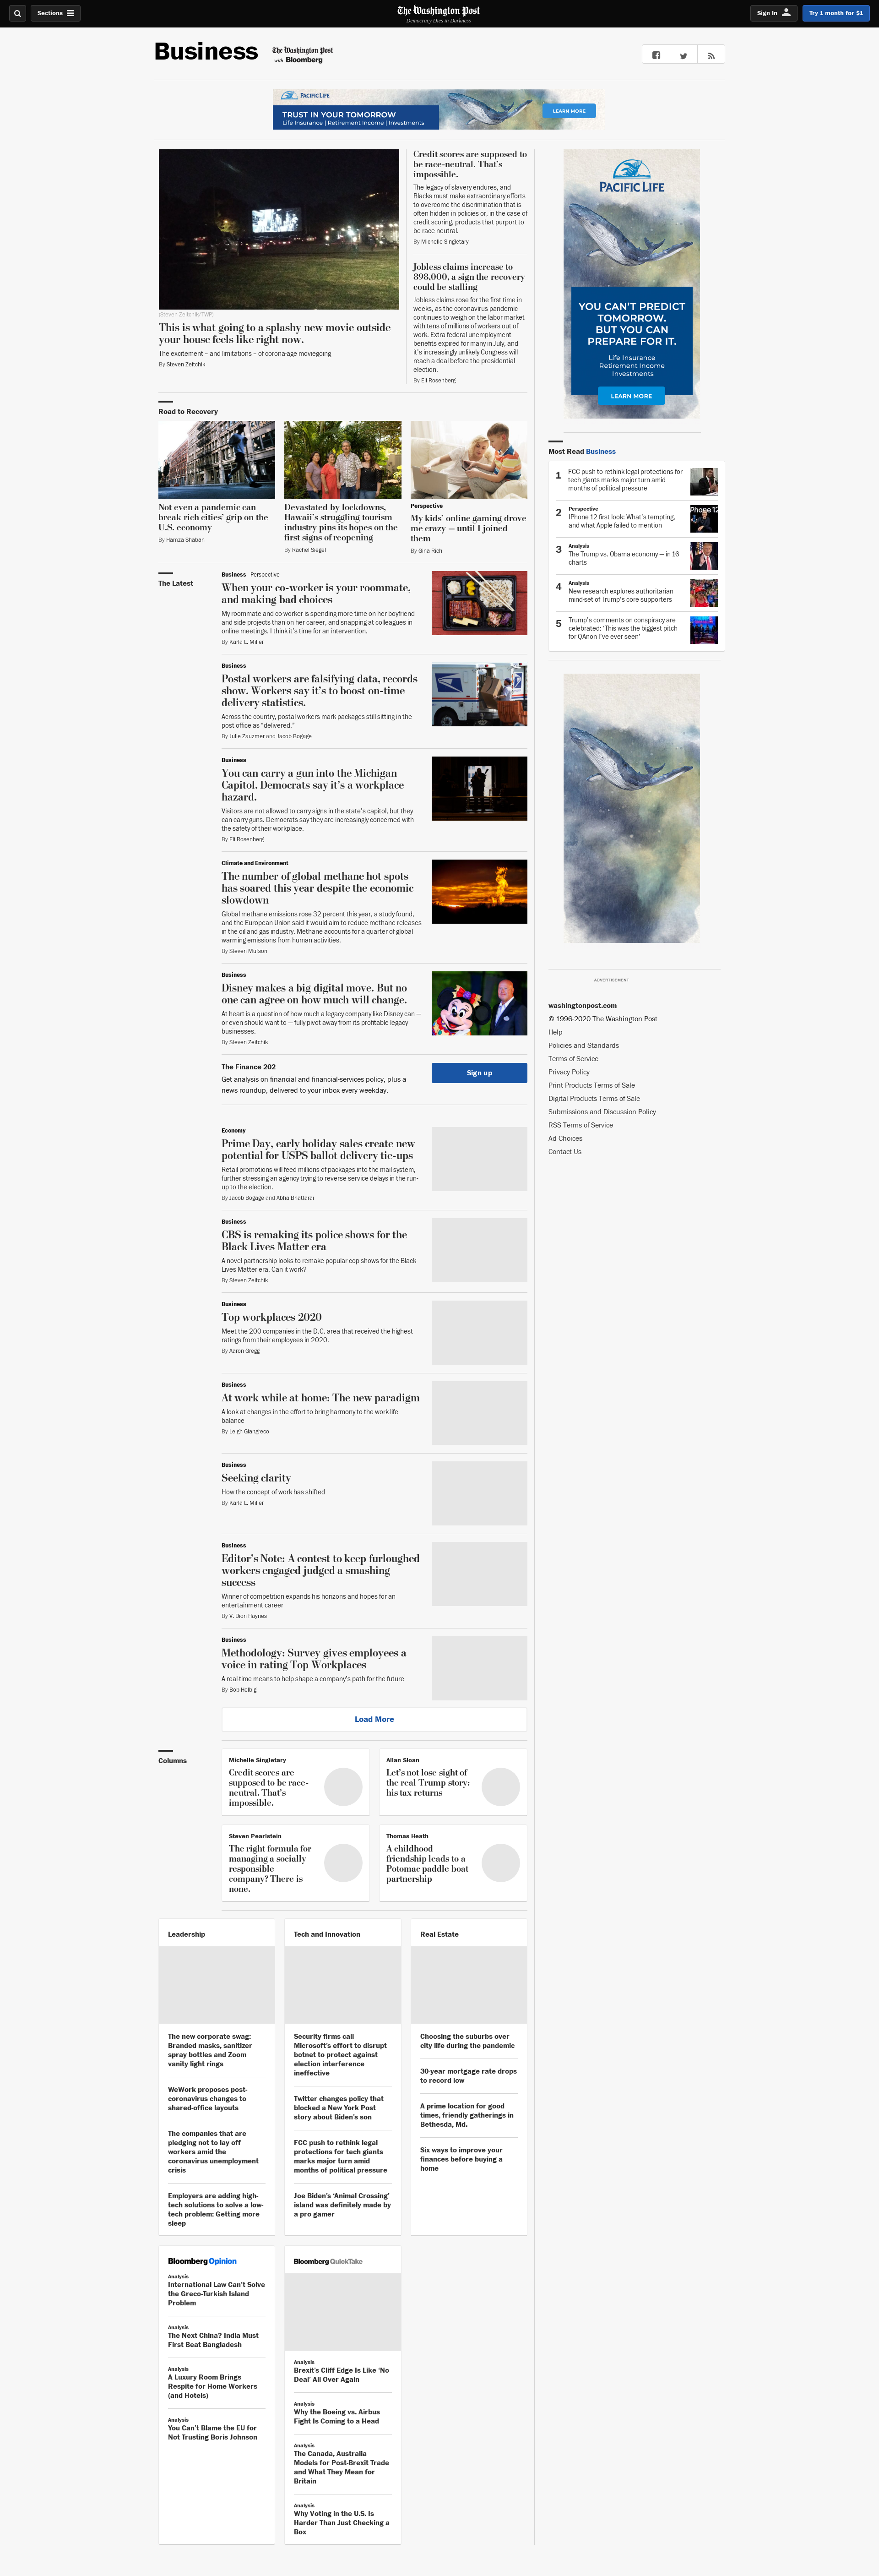 Sections
The Washington Post
Democracy Dies in Darkness
Sign In
Try 1 month for $1
Business
The Washington Post
with Bloomberg
PACIFIC LIFE
TRUST IN YOUR TOMORROW
Life Insurance | Retirement Income | Investments
LEARN MORE
(Steven Zeitchik/TWP)
This is what going to a splashy new movie outside
your house feels like right now.
The excitement – and limitations – of corona-age moviegoing
By Steven Zeitchik
Credit scores are supposed to
be race-neutral. That's
impossible.
The legacy of slavery endures, and
Blacks must make extraordinary efforts
to overcome the discrimination that is
often hidden in policies or, in the case of
credit scoring, products that purport to
be race-neutral.
By Michelle Singletary
Jobless claims increase to
898,000, a sign the recovery
could be stalling
Jobless claims rose for the first time in
weeks, as the coronavirus pandemic
continues to weigh on the labor market
with tens of millions of workers out of
work. Extra federal unemployment
benefits expired for many in July, and
it's increasingly unlikely Congress will
reach a deal before the presidential
election.
By Eli Rosenberg
Road to Recovery
Not even a pandemic can
break rich cities' grip on the
U.S. economy
By Hamza Shaban
Devastated by lockdowns,
Hawaii's struggling tourism
industry pins its hopes on the
first signs of reopening
By Rachel Siegel
Perspective
My kids' online gaming drove
me crazy — until I joined
them
By Gina Rich
The Latest
Business Perspective
When your co-worker is your roommate,
and making bad choices
My roommate and co-worker is spending more time on her boyfriend
and side projects than on her career, and snapping at colleagues in
online meetings. I think it's time for an intervention.
By Karla L. Miller
Business
Postal workers are falsifying data, records
show. Workers say it's to boost on-time
delivery statistics.
Across the country, postal workers mark packages still sitting in the
post office as “delivered.”
By Julie Zauzmer and Jacob Bogage
Business
You can carry a gun into the Michigan
Capitol. Democrats say it's a workplace
hazard.
Visitors are not allowed to carry signs in the state's capitol, but they
can carry guns. Democrats say they are increasingly concerned with
the safety of their workplace.
By Eli Rosenberg
Climate and Environment
The number of global methane hot spots
has soared this year despite the economic
slowdown
Global methane emissions rose 32 percent this year, a study found,
and the European Union said it would aim to reduce methane releases
in the oil and gas industry. Methane accounts for a quarter of global
warming emissions from human activities.
By Steven Mufson
Business
Disney makes a big digital move. But no
one can agree on how much will change.
At heart is a question of how much a legacy company like Disney can —
or even should want to — fully pivot away from its profitable legacy
businesses.
By Steven Zeitchik
The Finance 202
Get analysis on financial and financial-services policy, plus a
news roundup, delivered to your inbox every weekday.
Sign up
Economy
Prime Day, early holiday sales create new
potential for USPS ballot delivery tie-ups
Retail promotions will feed millions of packages into the mail system,
further stressing an agency trying to reverse service delays in the run-
up to the election.
By Jacob Bogage and Abha Bhattarai
Business
CBS is remaking its police shows for the
Black Lives Matter era
A novel partnership looks to remake popular cop shows for the Black
Lives Matter era. Can it work?
By Steven Zeitchik
Business
Top workplaces 2020
Meet the 200 companies in the D.C. area that received the highest
ratings from their employees in 2020.
By Aaron Gregg
Business
At work while at home: The new paradigm
A look at changes in the effort to bring harmony to the work-life
balance
By Leigh Giangreco
Business
Seeking clarity
How the concept of work has shifted
By Karla L. Miller
Business
Editor's Note: A contest to keep furloughed
workers engaged judged a smashing
success
Winner of competition expands his horizons and hopes for an
entertainment career
By V. Dion Haynes
Business
Methodology: Survey gives employees a
voice in rating Top Workplaces
A real-time means to help shape a company's path for the future
By Bob Helbig
Load More
Columns
Michelle Singletary
Credit scores are
supposed to be race-
neutral. That's
impossible.
Allan Sloan
Let's not lose sight of
the real Trump story:
his tax returns
Steven Pearlstein
The right formula for
managing a socially
responsible
company? There is
none.
Thomas Heath
A childhood
friendship leads to a
Potomac paddle boat
partnership
Leadership
The new corporate swag:
Branded masks, sanitizer
spray bottles and Zoom
vanity light rings
WeWork proposes post-
coronavirus changes to
shared-office layouts
The companies that are
pledging not to lay off
workers amid the
coronavirus unemployment
crisis
Employers are adding high-
tech solutions to solve a low-
tech problem: Getting more
sleep
Tech and Innovation
Security firms call
Microsoft's effort to disrupt
botnet to protect against
election interference
ineffective
Twitter changes policy that
blocked a New York Post
story about Biden's son
FCC push to rethink legal
protections for tech giants
marks major turn amid
months of political pressure
Joe Biden's ‘Animal Crossing’
island was definitely made by
a pro gamer
Real Estate
Choosing the suburbs over
city life during the pandemic
30-year mortgage rate drops
to record low
A prime location for good
times, friendly gatherings in
Bethesda, Md.
Six ways to improve your
finances before buying a
home
Bloomberg Opinion
Analysis
International Law Can't Solve
the Greco-Turkish Island
Problem
Analysis
The Next China? India Must
First Beat Bangladesh
Analysis
A Luxury Room Brings
Respite for Home Workers
(and Hotels)
Analysis
You Can't Blame the EU for
Not Trusting Boris Johnson
Bloomberg QuickTake
Analysis
Brexit's Cliff Edge Is Like ‘No
Deal’ All Over Again
Analysis
Why the Boeing vs. Airbus
Fight Is Coming to a Head
Analysis
The Canada, Australia
Models for Post-Brexit Trade
and What They Mean for
Britain
Analysis
Why Voting in the U.S. Is
Harder Than Just Checking a
Box
PACIFIC LIFE
YOU CAN'T PREDICT
TOMORROW.
BUT YOU CAN
PREPARE FOR IT.
Life Insurance
Retirement Income
Investments
LEARN MORE
Most Read Business
1
FCC push to rethink legal protections for
tech giants marks major turn amid
months of political pressure
2
Perspective
IPhone 12 first look: What's tempting,
and what Apple failed to mention
Phone 12
3
Analysis
The Trump vs. Obama economy — in 16
charts
4
Analysis
New research explores authoritarian
mind-set of Trump's core supporters
5
Trump's comments on conspiracy are
celebrated: ‘This was the biggest pitch
for QAnon I've ever seen’
ADVERTISEMENT
washingtonpost.com
© 1996-2020 The Washington Post
Help
Policies and Standards
Terms of Service
Privacy Policy
Print Products Terms of Sale
Digital Products Terms of Sale
Submissions and Discussion Policy
RSS Terms of Service
Ad Choices
Contact Us